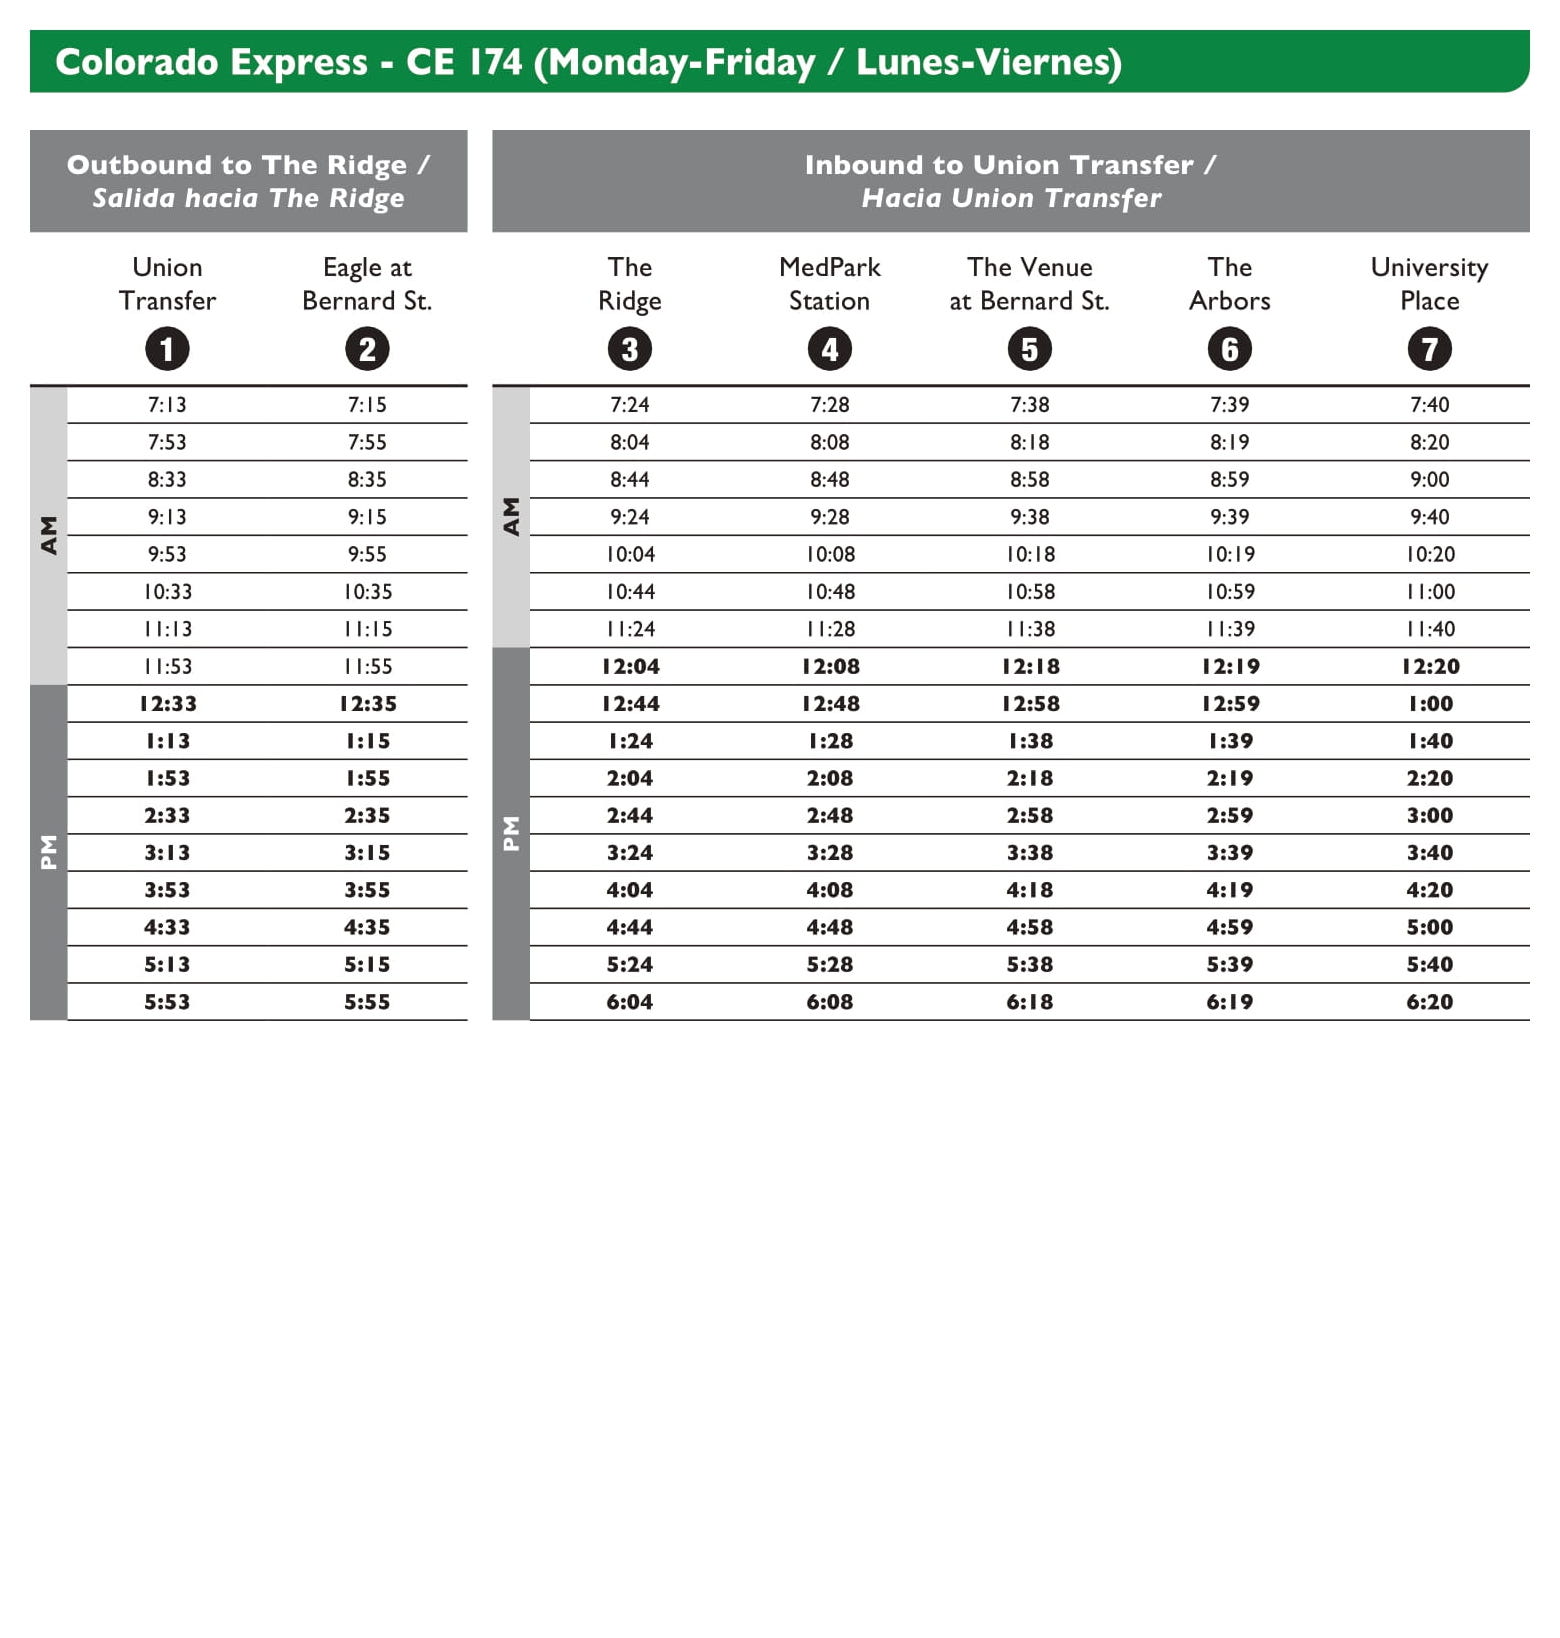 Colorado Express - CE 174 (Monday-Friday / Lunes-Viernes)
Outbound to The Ridge /
Salida hacia The Ridge
Inbound to Union Transfer /
Hacia Union Transfer
Union Eagle at The MedPark The Venue The University
Transfer Bernard St. Ridge Station at Bernard St. Arbors Place
1 2 3 4 5 6 7
AM
AM
7:13 7:15 7:24 7:28 7:38 7:39 7:40
7:53 7:55 8:04 8:08 8:18 8:19 8:20
8:33 8:35 8:44 8:48 8:58 8:59 9:00
9:13 9:15 9:24 9:28 9:38 9:39 9:40
9:53 9:55 10:04 10:08 10:18 10:19 10:20
10:33 10:35 10:44 10:48 10:58 10:59 11:00
11:13 11:15 11:24 11:28 11:38 11:39 11:40
11:53 11:55 12:04 12:08 12:18 12:19 12:20
PM
PM
12:33 12:35 12:44 12:48 12:58 12:59 1:00
1:13 1:15 1:24 1:28 1:38 1:39 1:40
1:53 1:55 2:04 2:08 2:18 2:19 2:20
2:33 2:35 2:44 2:48 2:58 2:59 3:00
3:13 3:15 3:24 3:28 3:38 3:39 3:40
3:53 3:55 4:04 4:08 4:18 4:19 4:20
4:33 4:35 4:44 4:48 4:58 4:59 5:00
5:13 5:15 5:24 5:28 5:38 5:39 5:40
5:53 5:55 6:04 6:08 6:18 6:19 6:20